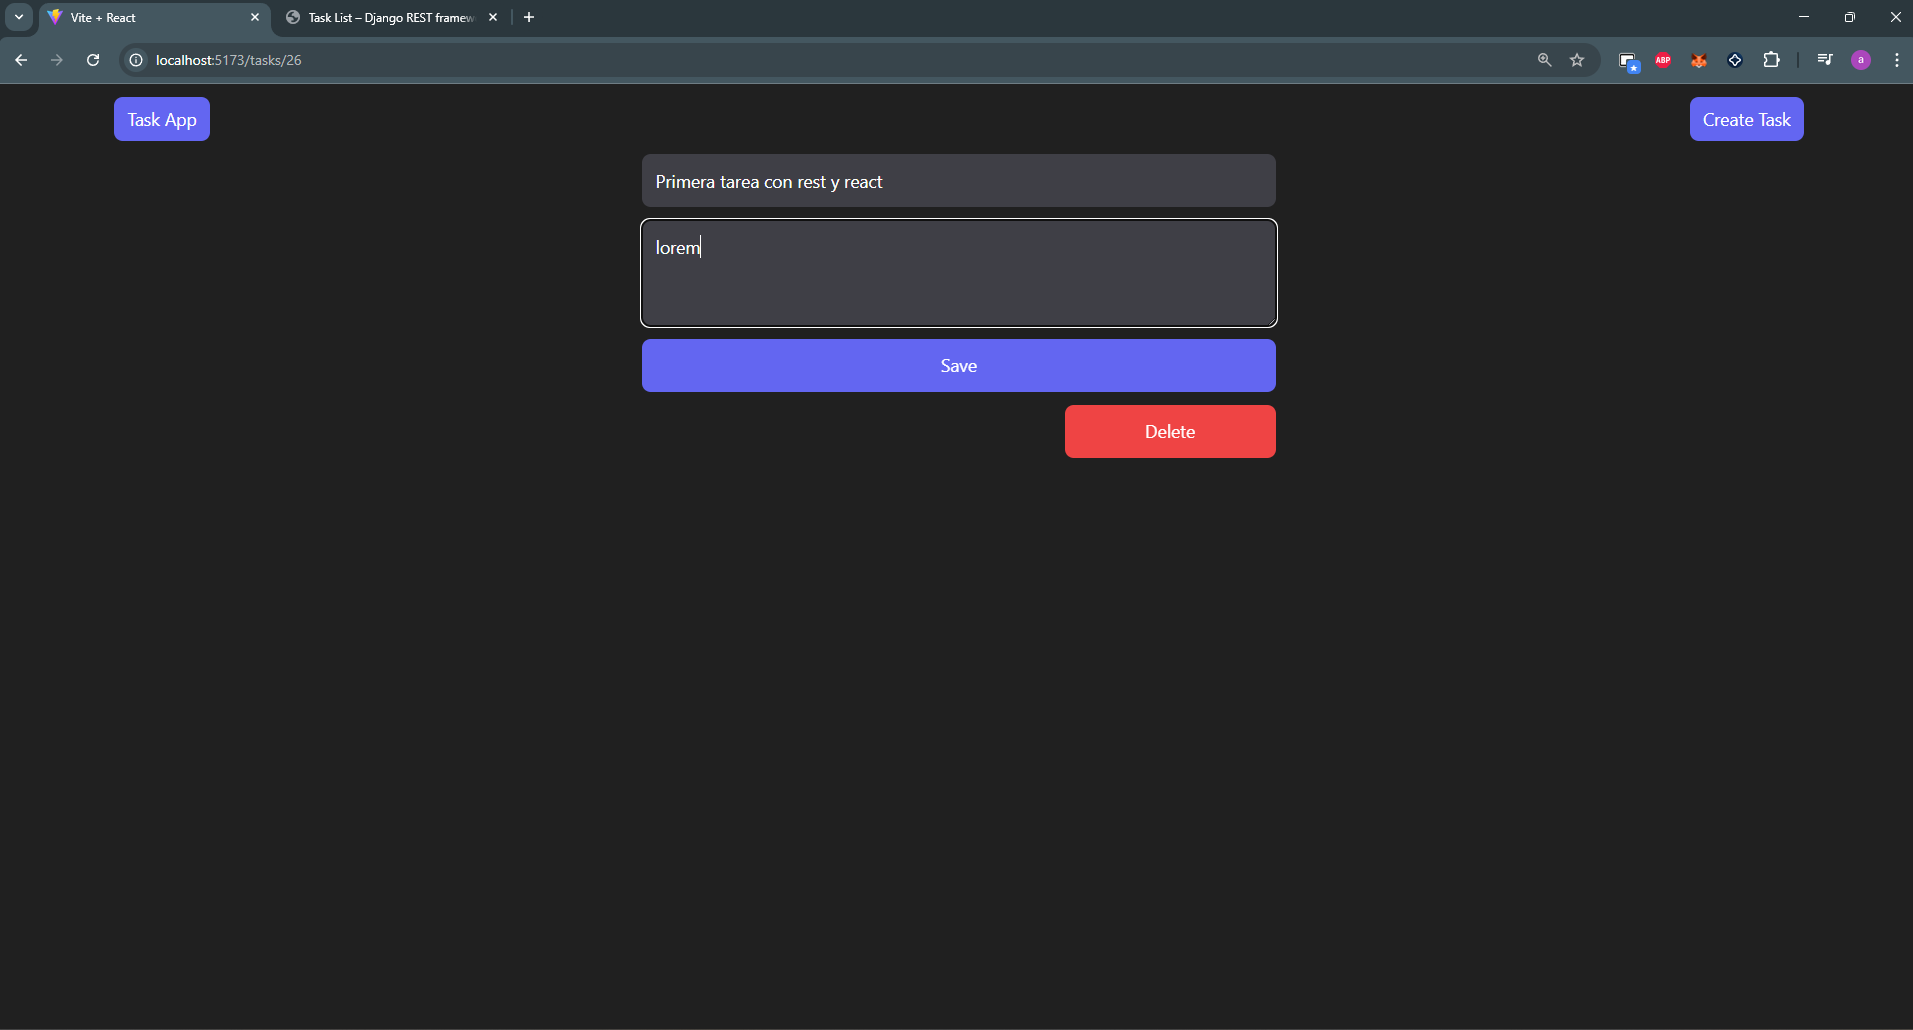 Vite + React
Task List – Django REST framew
localhost:5173/tasks/26
ABP
a
Task App
Create Task
Primera tarea con rest y react
lorem
Save
Delete